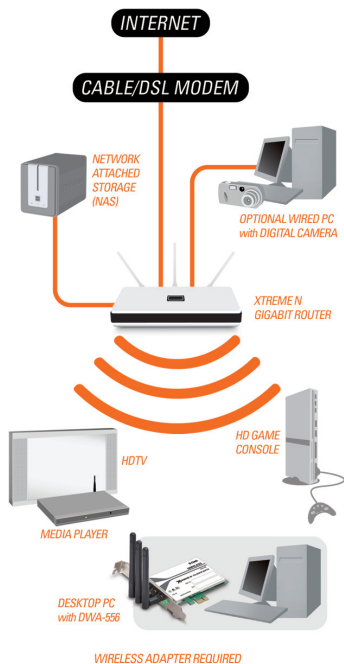 INTERNET
CABLE/DSL MODEM
NETWORK
ATTACHED
STORAGE
(NAS)
OPTIONAL WIRED PC
with DIGITAL CAMERA
XTREME N
GIGABIT ROUTER
HD GAME
CONSOLE
HDTV
MEDIA PLAYER
DESKTOP PC
with DWA-556
WIRELESS ADAPTER REQUIRED